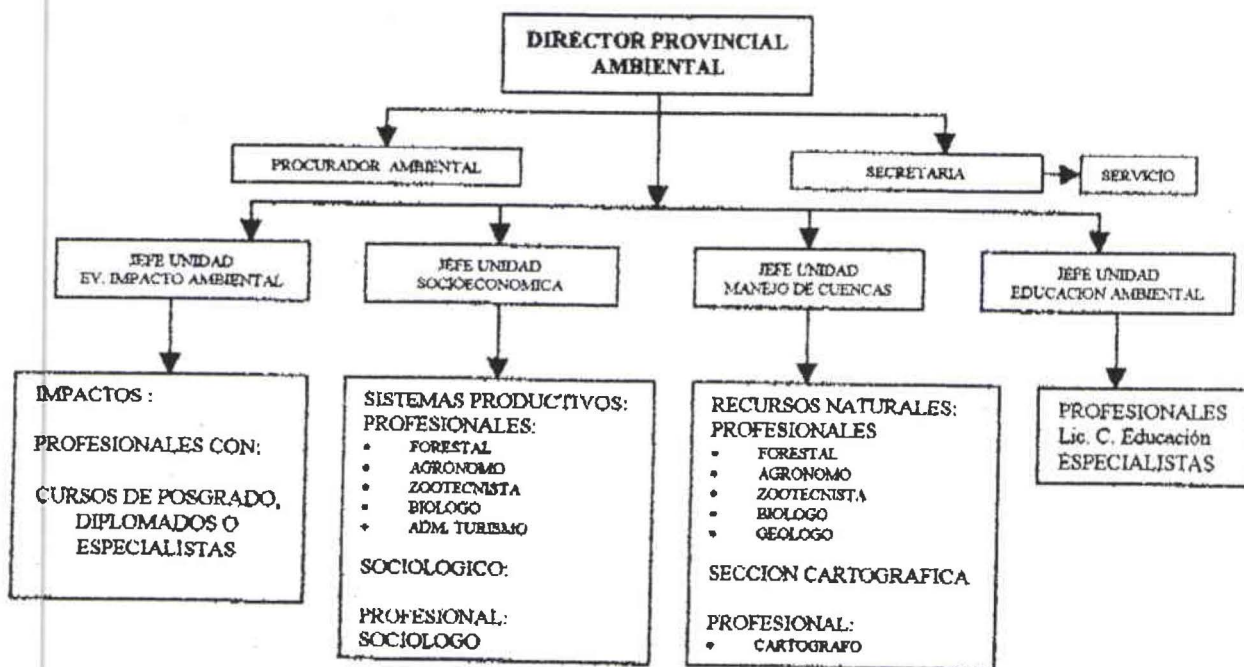 DIRECTOR PROVINCIAL
AMBIENTAL
PROCURADOR AMBIENTAL
SECRETARIA
SERVICIO
JEFE UNIDAD
EV. IMPACTO AMBIENTAL
JEFE UNIDAD
SOCIOECONOMICA
JEFE UNIDAD
MANEJO DE CUENCAS
JEFE UNIDAD
EDUCACION AMBIENTAL
IMPACTOS :
PROFESIONALES CON:
CURSOS DE POSGRADO,
DIPLOMADOS O
ESPECIALISTAS
SISTEMAS PRODUCTIVOS:
PROFESIONALES:
• FORESTAL
• AGRONOMO
• ZOOTECNISTA
• BIOLOGO
• ADM. TURISMO
SOCIOLOGICO:
PROFESIONAL:
SOCIOLOGO
RECURSOS NATURALES:
PROFESIONALES
• FORESTAL
• AGRONOMO
• ZOOTECNISTA
• BIOLOGO
• GEOLOGO
SECCION CARTOGRAFICA
PROFESIONAL:
• CARTOGRAFO
PROFESIONALES
Lic. C. Educación
ESPECIALISTAS